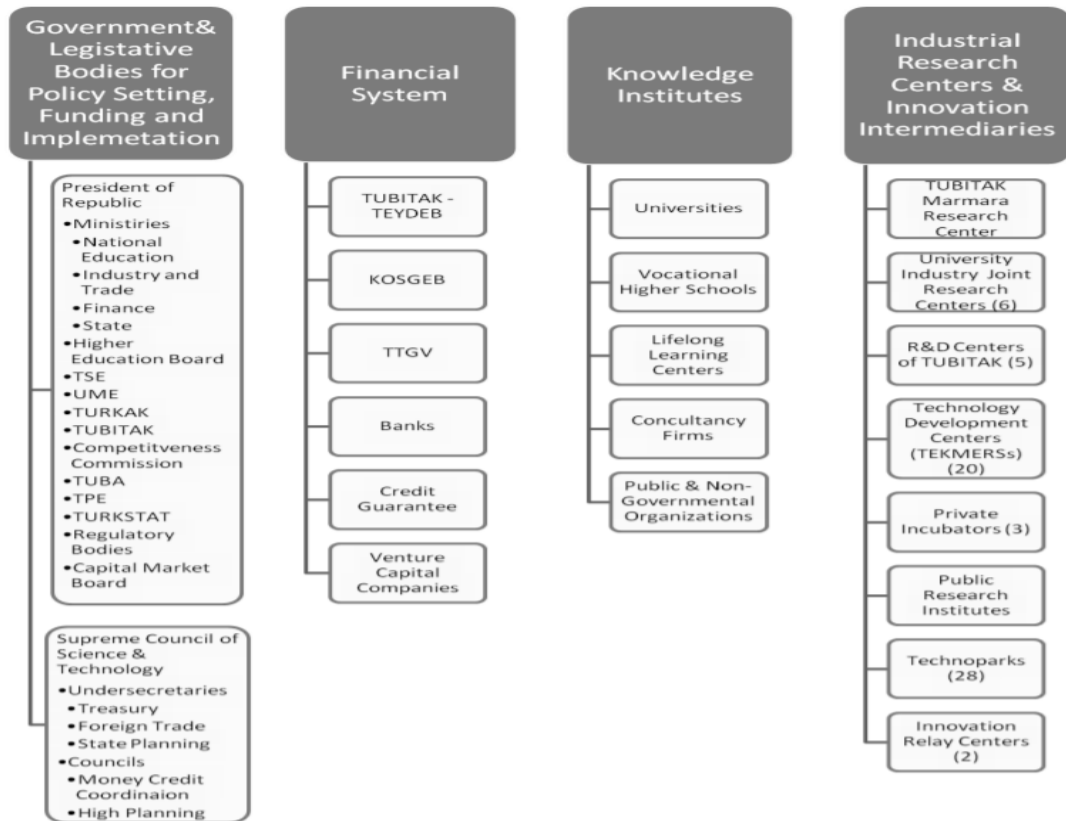 Government&
Legistative
Bodies for
Policy Setting,
Funding and
Implemetation
President of
Republic
•Ministiries
•National
Education
•Industry and
Trade
•Finance
•State
•Higher
Education Board
•TSE
•UME
•TURKAK
•TUBITAK
•Competitveness
Commission
•TUBA
•TPE
•TURKSTAT
•Regulatory
Bodies
•Capital Market
Board
Supreme Council of
Science &
Technology
•Undersecretaries
•Treasury
•Foreign Trade
•State Planning
•Councils
•Money Credit
Coordinaion
•High Planning
Financial
System
TUBITAK -
TEYDEB
KOSGEB
TTGV
Banks
Credit
Guarantee
Venture
Capital
Companies
Knowledge
Institutes
Universities
Vocational
Higher Schools
Lifelong
Learning
Centers
Concultancy
Firms
Public & Non-
Governmental
Organizations
Industrial
Research
Centers &
Innovation
Intermediaries
TUBITAK
Marmara
Research
Center
University
Industry Joint
Research
Centers (6)
R&D Centers
of TUBITAK (5)
Technology
Development
Centers
(TEKMERSs)
(20)
Private
Incubators (3)
Public
Research
Institutes
Technoparks
(28)
Innovation
Relay Centers
(2)